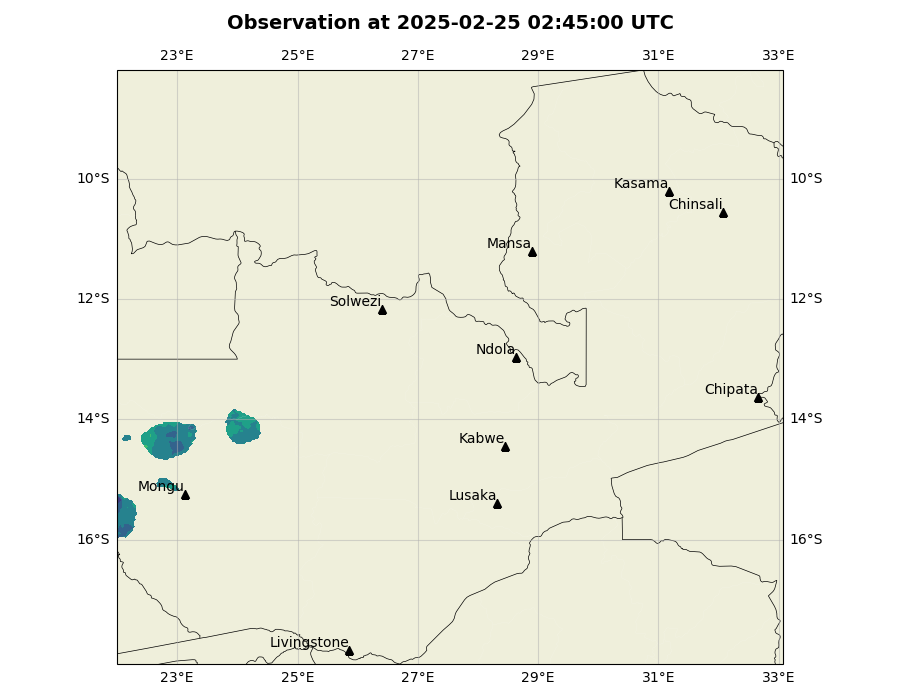 Observation at 2025-02-25 02:45:00 UTC
23°E 25°E 27°E 29°E 31°E 33°E
10°S 10°S
Kasama
Chinsali
Mansa
12°S 12°S
Solwezi
Ndola
Chipata
14°S 14°S
Kabwe
Mongu
Lusaka
16°S 16°S
Livingstone
23°E 25°E 27°E 29°E 31°E 33°E